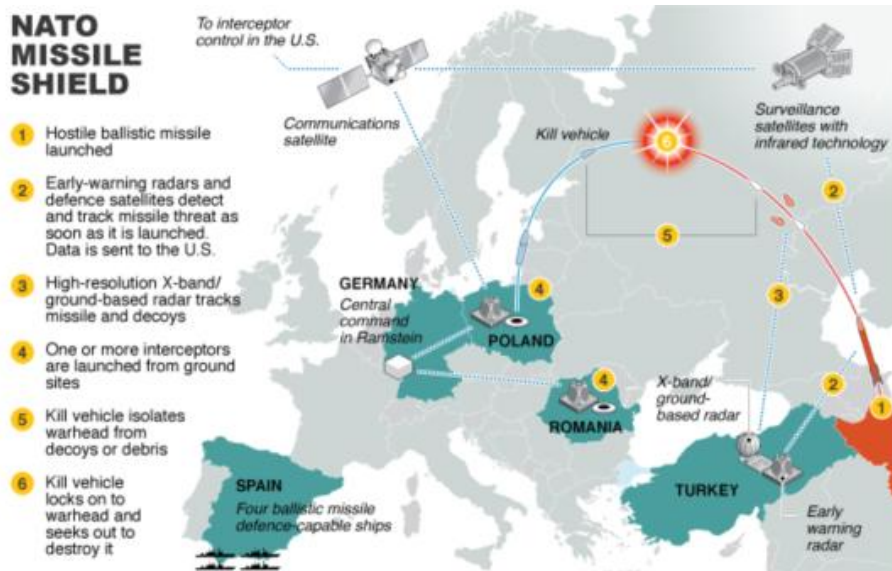 NATO
MISSILE
SHIELD
1 Hostile ballistic missile
launched
2 Early-warning radars and
defence satellites detect
and track missile threat as
soon as it is launched.
Data is sent to the U.S.
3 High-resolution X-band/
ground-based radar tracks
missile and decoys
4 One or more interceptors
are launched from ground
sites
5 Kill vehicle isolates
warhead from
decoys or debris
6 Kill vehicle
locks on to
warhead and
seeks out to
destroy it
To interceptor
control in the U.S.
Communications
satellite
Kill vehicle
6
Surveillance
satellites with
infrared technology
2
5
3
GERMANY
Central
command
in Ramstein
4
POLAND
4
ROMANIA
X-band/
ground-
based radar
2
1
SPAIN
Four ballistic missile
defence-capable ships
TURKEY
Early
warning
radar